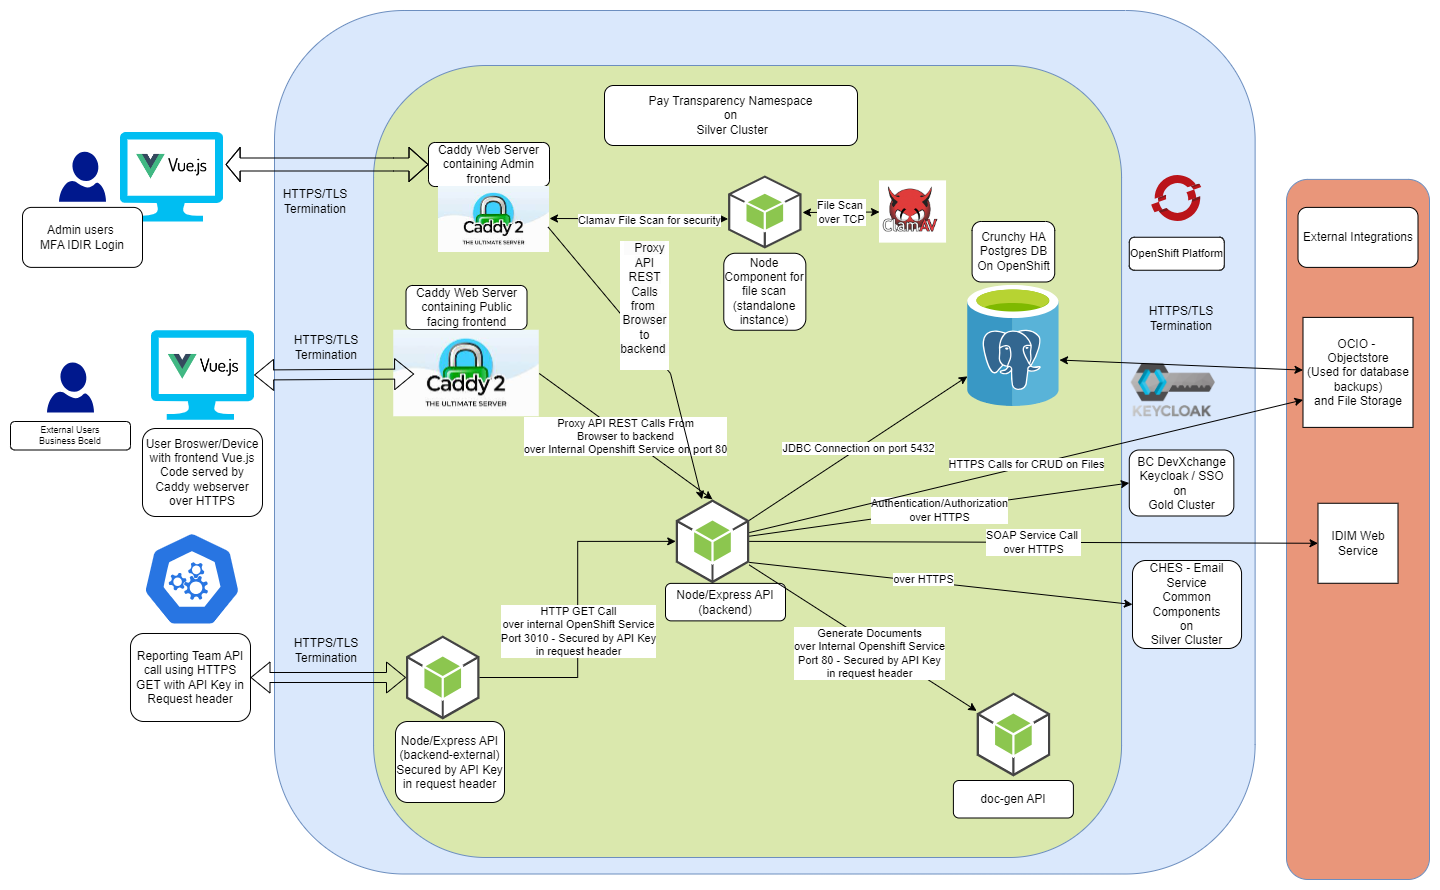 Pay Transparency Namespace
on
Silver Cluster
Vue.js
Admin users
MFA IDIR Login
HTTPS/TLS
Termination
Caddy Web Server
containing Admin
frontend
Caddy 2
THE ULTIMATE SERVER
Clamav File Scan for security
File Scan
over TCP
ClamAV
Node
Component for
file scan
(standalone
instance)
Proxy
API
REST
Calls
from
Browser
to
backend
Crunchy HA
Postgres DB
On OpenShift
OpenShift Platform
HTTPS/TLS
Termination
External Integrations
OCIO -
Objectstore
(Used for database
backups)
and File Storage
KEYCLOAK
Caddy Web Server
containing Public
facing frontend
Caddy 2
THE ULTIMATE SERVER
HTTPS/TLS
Termination
Vue.js
External Users
Business BceId
User Broswer/Device
with frontend Vue.js
Code served by
Caddy webserver
over HTTPS
Proxy API REST Calls From
Browser to backend
over Internal Openshift Service on port 80
JDBC Connection on port 5432
HTTPS Calls for CRUD on Files
Authentication/Authorization
over HTTPS
BC DevXchange
Keycloak / SSO
on
Gold Cluster
SOAP Service Call
over HTTPS
IDIM Web
Service
over HTTPS
CHES - Email
Service
Common
Components
on
Silver Cluster
Node/Express API
(backend)
HTTP GET Call
over internal OpenShift Service
Port 3010 - Secured by API Key
in request header
Generate Documents
over Internal Openshift Service
Port 80 - Secured by API Key
in request header
HTTPS/TLS
Termination
Reporting Team API
call using HTTPS
GET with API Key in
Request header
Node/Express API
(backend-external)
Secured by API Key
in request header
doc-gen API